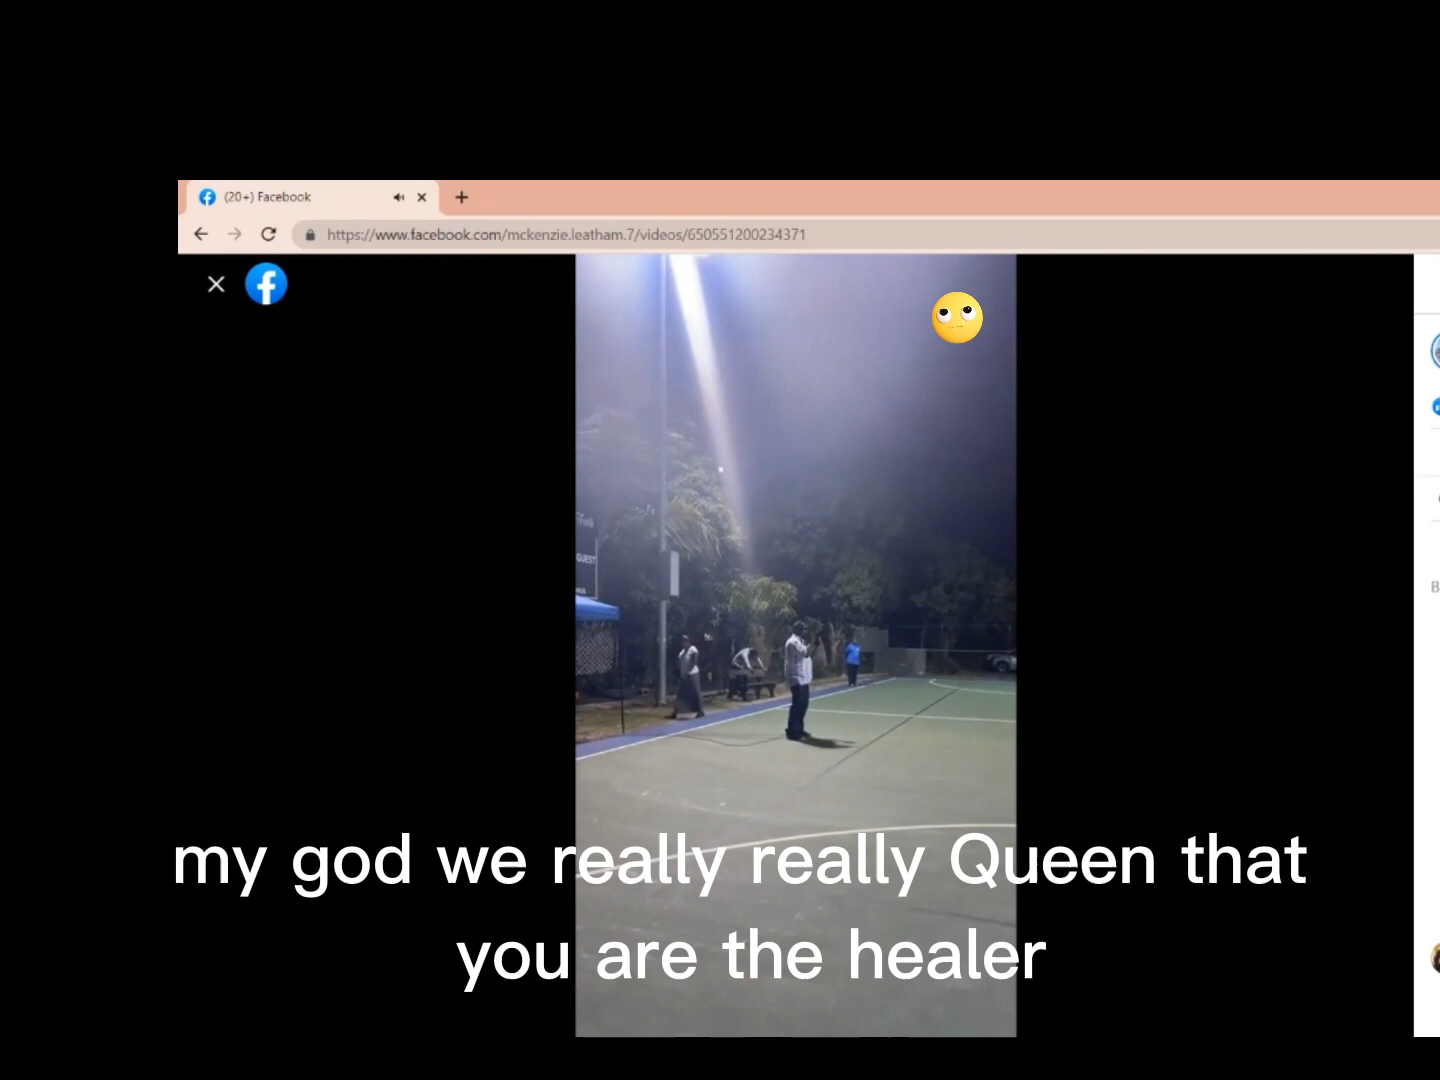 (20+) Facebook
https://www.facebook.com/mckenzie.leatham.7/videos/650551200234371
GUEST
my god we really really Queen that
you are the healer